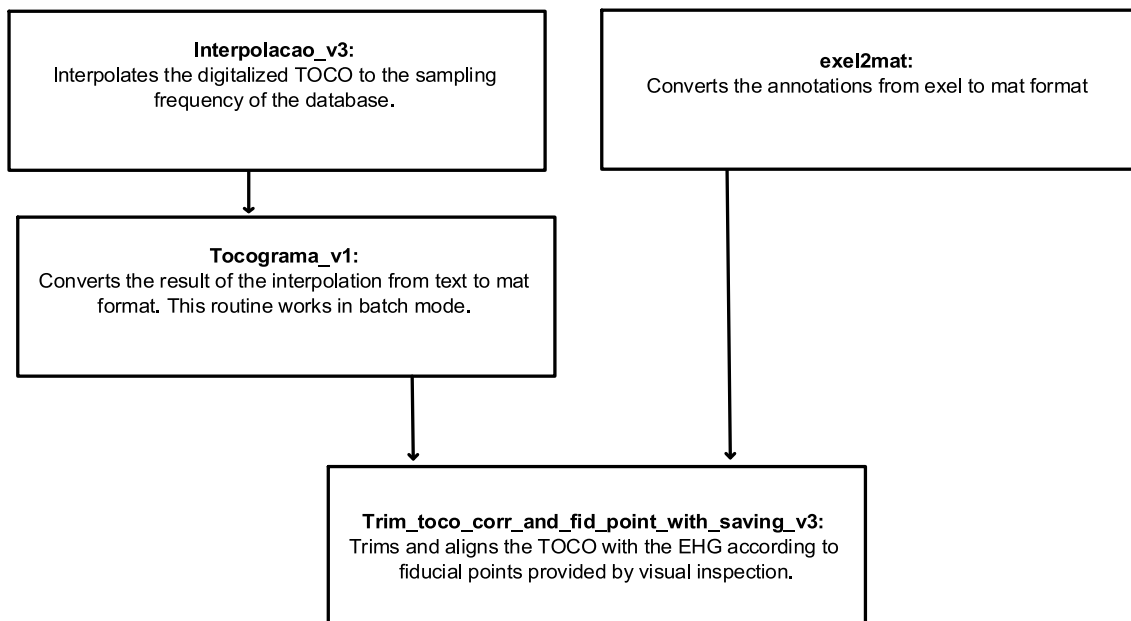 Interpolacao_v3:
Interpolates the digitalized TOCO to the sampling
frequency of the database.
exel2mat:
Converts the annotations from exel to mat format
Tocograma_v1:
Converts the result of the interpolation from text to mat
format. This routine works in batch mode.
Trim_toco_corr_and_fid_point_with_saving_v3:
Trims and aligns the TOCO with the EHG according to
fiducial points provided by visual inspection.